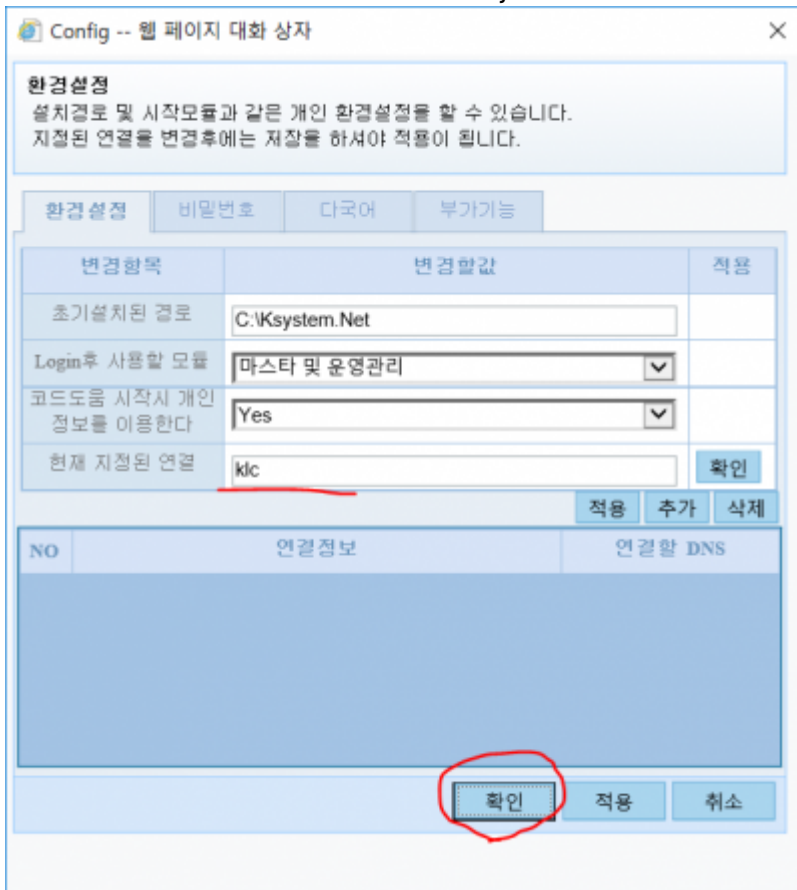 Config -- 웹 페이지 대화 상자
환경설정
설치경로 및 시작모듈과 같은 개인 환경설정을 할 수 있습니다.
지정된 연결을 변경후에는 저장을 하셔야 적용이 됩니다.
환경설정 비밀번호 다국어 부가기능
변경항목 변경할값 적용
초기설치된 경로 C:\Ksystem.Net
Login후 사용할 모듈 마스타 및 운영관리
코드도움 시작시 개인
정보를 이용한다 Yes
현재 지정된 연결 klc 확인
적용 추가 삭제
NO 연결정보 연결할 DNS
확인 적용 취소